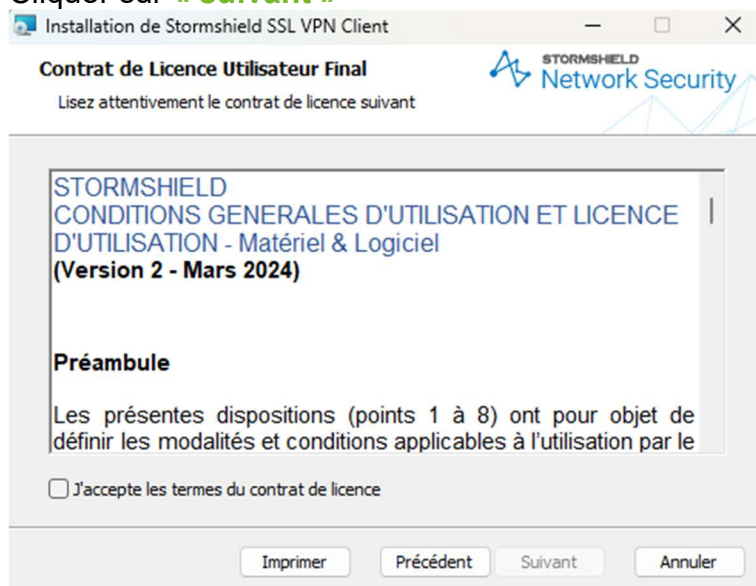 Cliquer sur « Suivant »
Installation de Stormshield SSL VPN Client
Contrat de Licence Utilisateur Final
Lisez attentivement le contrat de licence suivant
STORMSHIELD
Network Security
STORMSHIELD
CONDITIONS GENERALES D'UTILISATION ET LICENCE
D'UTILISATION - Matériel & Logiciel
(Version 2 - Mars 2024)
Préambule
Les présentes dispositions (points 1 à 8) ont pour objet de
définir les modalités et conditions applicables à l'utilisation par le
J'accepte les termes du contrat de licence
Imprimer
Précédent
Suivant
Annuler